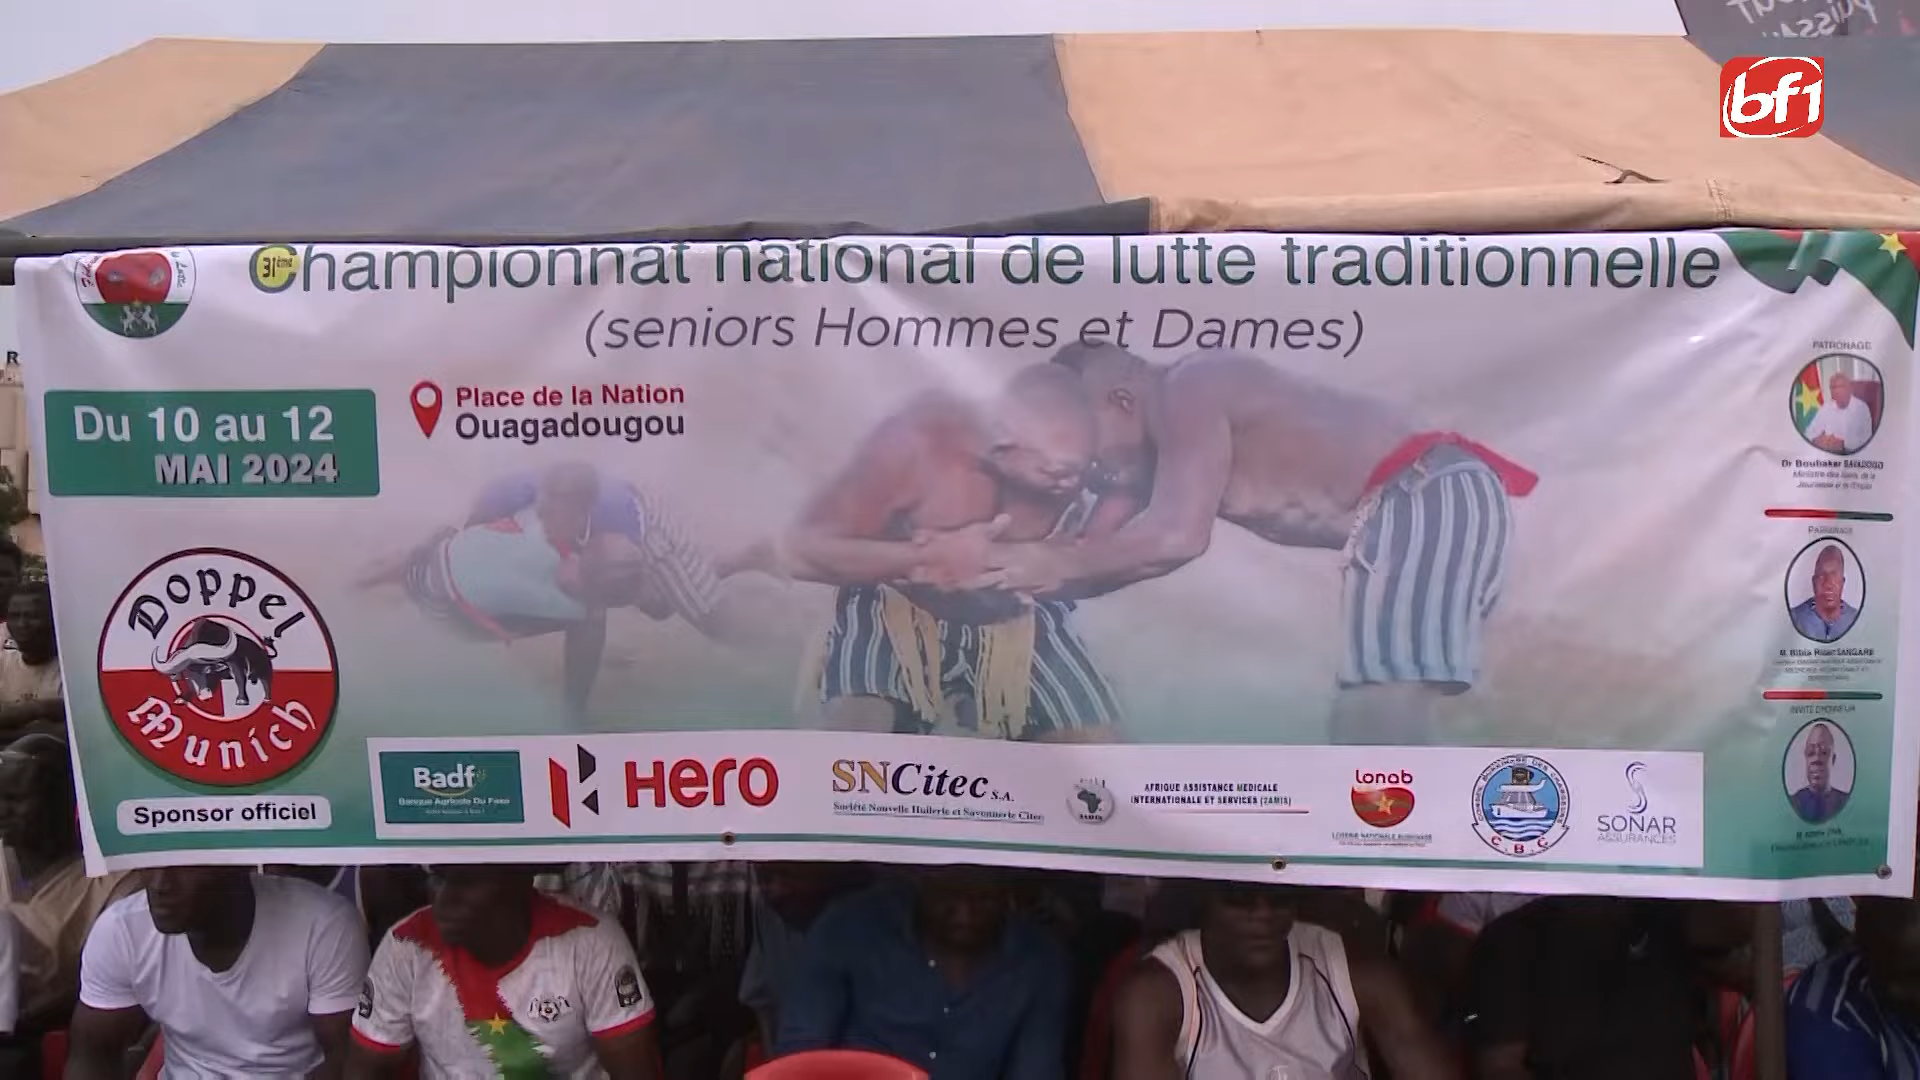 bf1
31ème
Championnat national de lutte traditionnelle
(seniors Hommes et Dames)
Du 10 au 12
MAI 2024
Place de la Nation
Ouagadougou
PATRONAGE
Dr Boubakar SAVADOGO
Doppel
Munich
Sponsor officiel
Badf
Banque Agricole Du Faso
Hero
SNCitec S.A.
Société Nouvelle Huilerie et Savonnerie Citec
AFRIQUE ASSISTANCE MEDICALE
INTERNATIONALE ET SERVICES (2AMIS)
Lonab
LOTERIE NATIONALE BURKINABE
C.B.C
SONAR
ASSURANCES
PARRAINAGE
SANGARE
INVITÉ D'HONNEUR